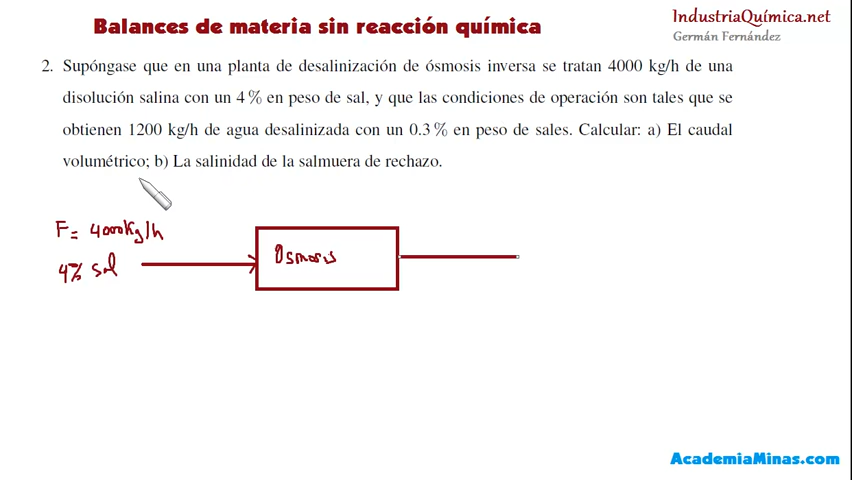 Balances de materia sin reacción química
IndustriaQuímica.net
Germán Fernández
2. Supóngase que en una planta de desalinización de ósmosis inversa se tratan 4000 kg/h de una
disolución salina con un 4% en peso de sal, y que las condiciones de operación son tales que se
obtienen 1200 kg/h de agua desalinizada con un 0.3% en peso de sales. Calcular: a) El caudal
volumétrico; b) La salinidad de la salmuera de rechazo.
F= 4000kg/h
4% sal
Osmosis
AcademiaMinas.com